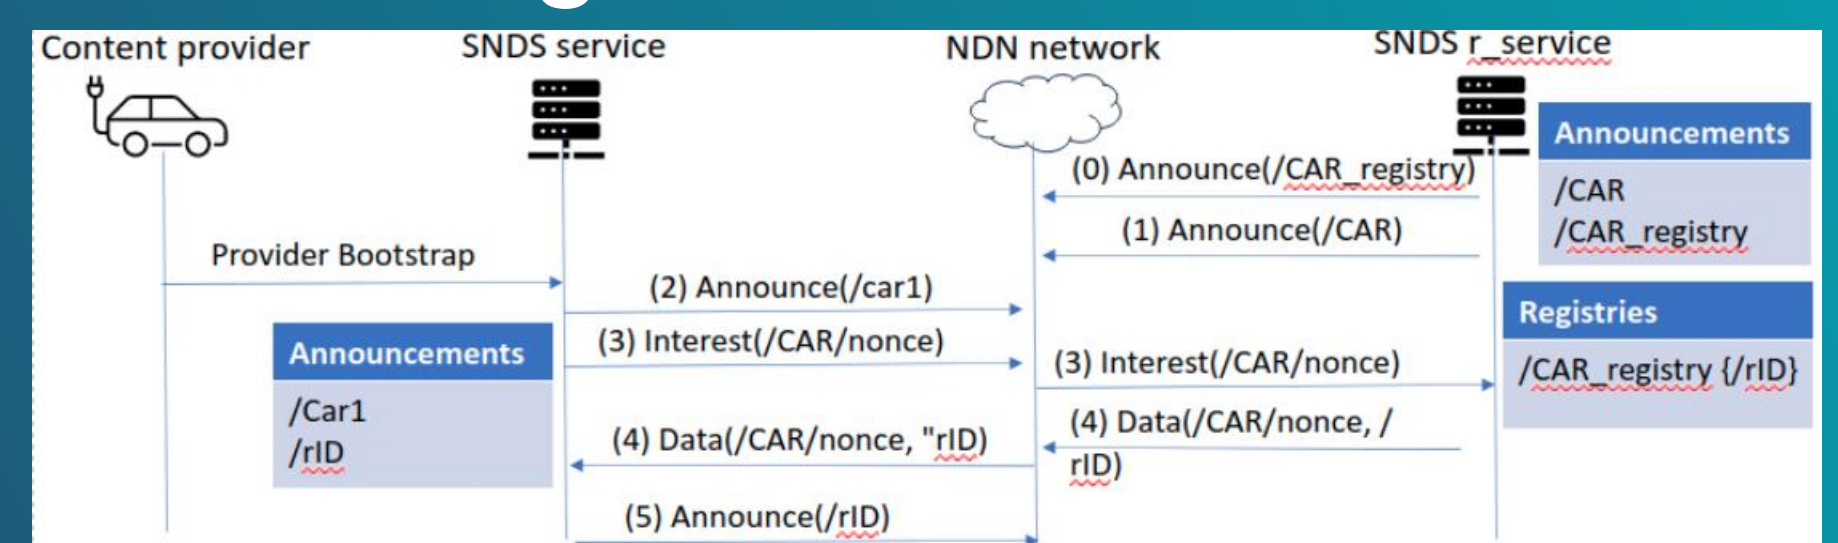 Content provider
SNDS service
NDN network
SNDS r_service
Announcements
/CAR
/CAR_registry
(0) Announce(/CAR_registry)
(1) Announce(/CAR)
Provider Bootstrap
(2) Announce(/car1)
Registries
/CAR_registry {/rID}
(3) Interest(/CAR/nonce)
(3) Interest(/CAR/nonce)
Announcements
/Car1
/rID
(4) Data(/CAR/nonce, /
rID)
(4) Data(/CAR/nonce, "rID)
(5) Announce(/rID)